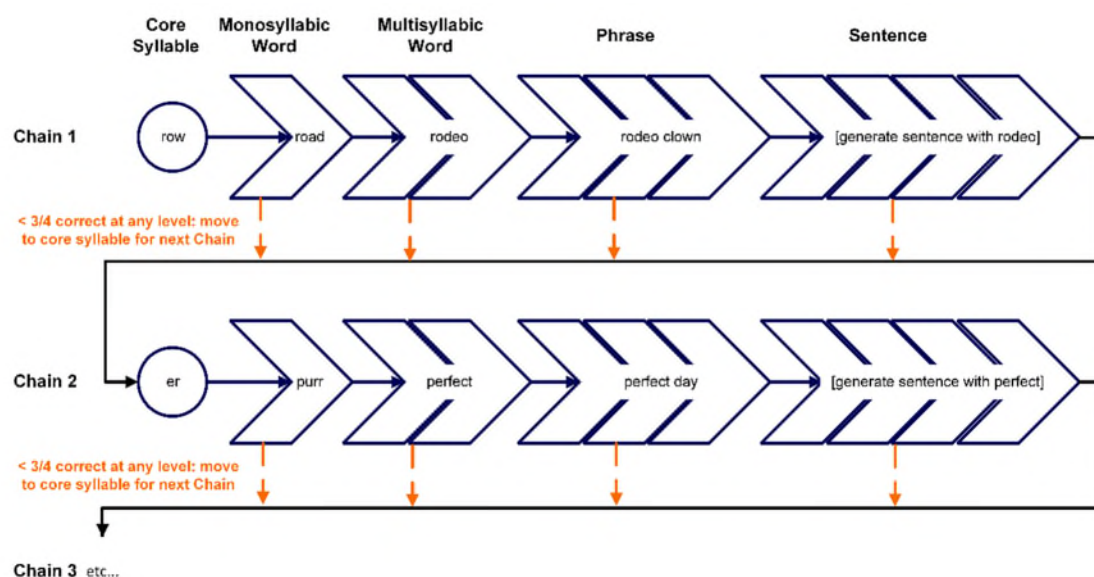 Core Syllable
Monosyllabic Word
Multisyllabic Word
Phrase
Sentence
Chain 1
row
road
rodeo
rodeo clown
[generate sentence with rodeo]
< 3/4 correct at any level: move
to core syllable for next Chain
Chain 2
er
purr
perfect
perfect day
[generate sentence with perfect]
< 3/4 correct at any level: move
to core syllable for next Chain
Chain 3 etc...